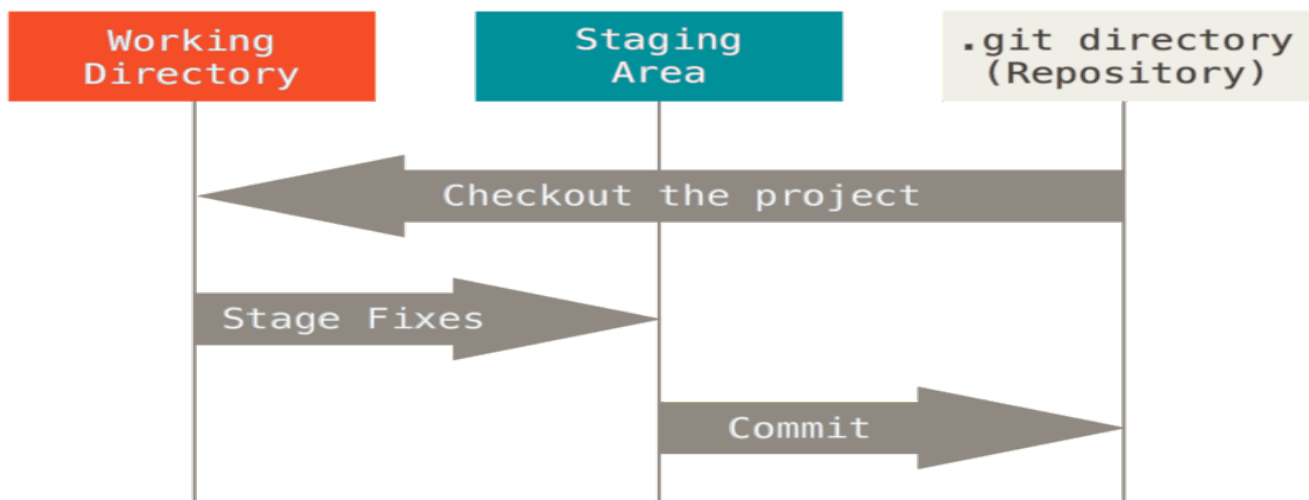 Working
Directory
Staging
Area
.git directory
(Repository)
Checkout the project
Stage Fixes
Commit